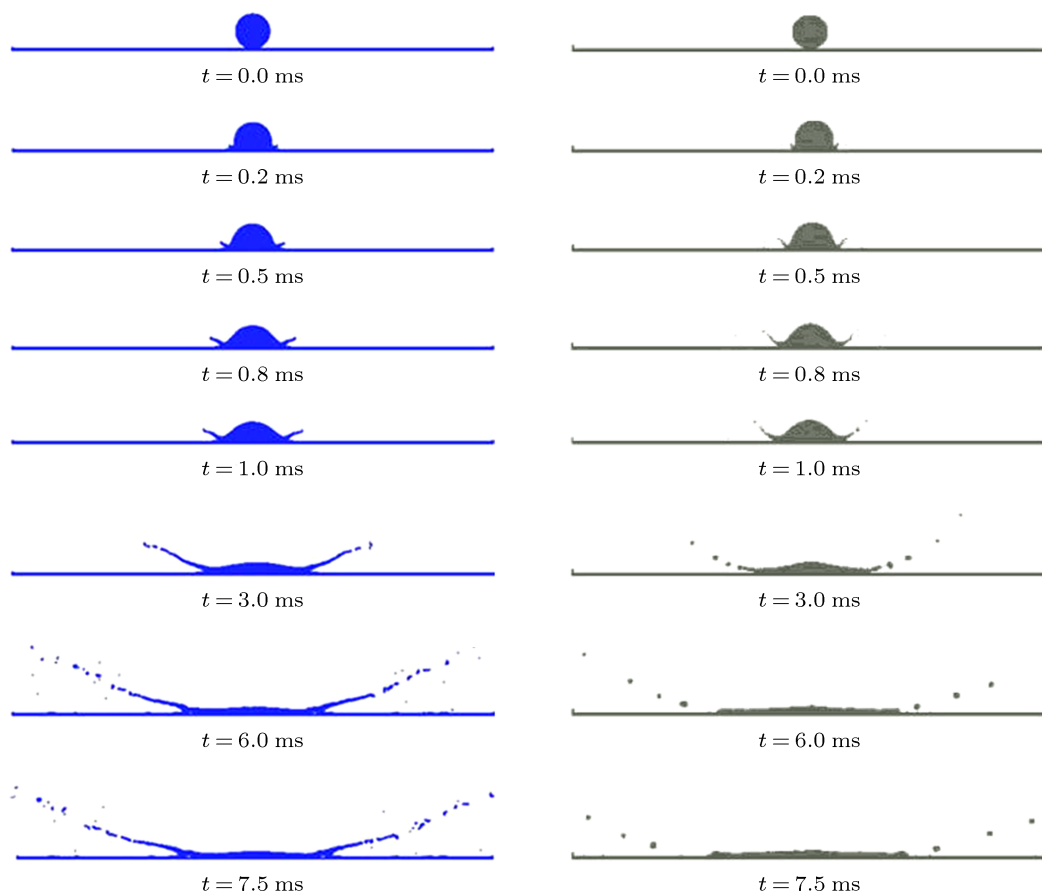 t = 0.0 ms t = 0.0 ms
t = 0.2 ms t = 0.2 ms
t = 0.5 ms t = 0.5 ms
t = 0.8 ms t = 0.8 ms
t = 1.0 ms t = 1.0 ms
t = 3.0 ms t = 3.0 ms
t = 6.0 ms t = 6.0 ms
t = 7.5 ms t = 7.5 ms